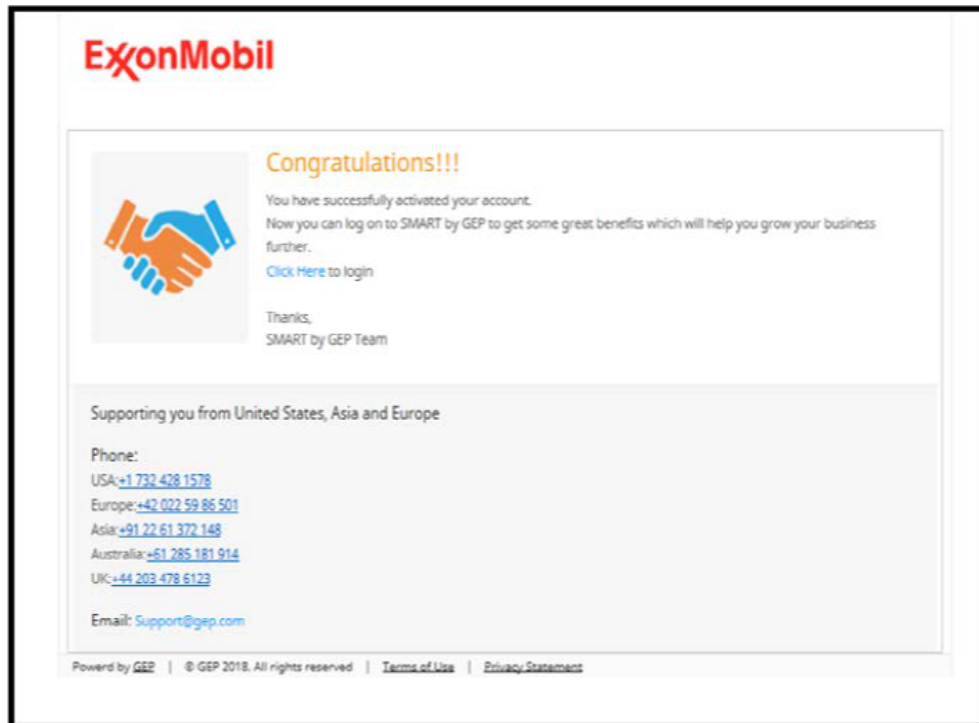 ExxonMobil
Congratulations!!!
You have successfully activated your account.
Now you can log on to SMART by GEP to get some great benefits which will help you grow your business
further.
Click Here to login
Thanks,
SMART by GEP Team
Supporting you from United States, Asia and Europe
Phone:
USA:+1 732 428 1578
Europe:+42 022 59 86 501
Asia:+91 22 61 372 148
Australia:+61 285 181 914
UK:+44 203 478 6123
Email: Support@gep.com
Powerd by GEP | © GEP 2018. All rights reserved | Terms of Use | Privacy Statement